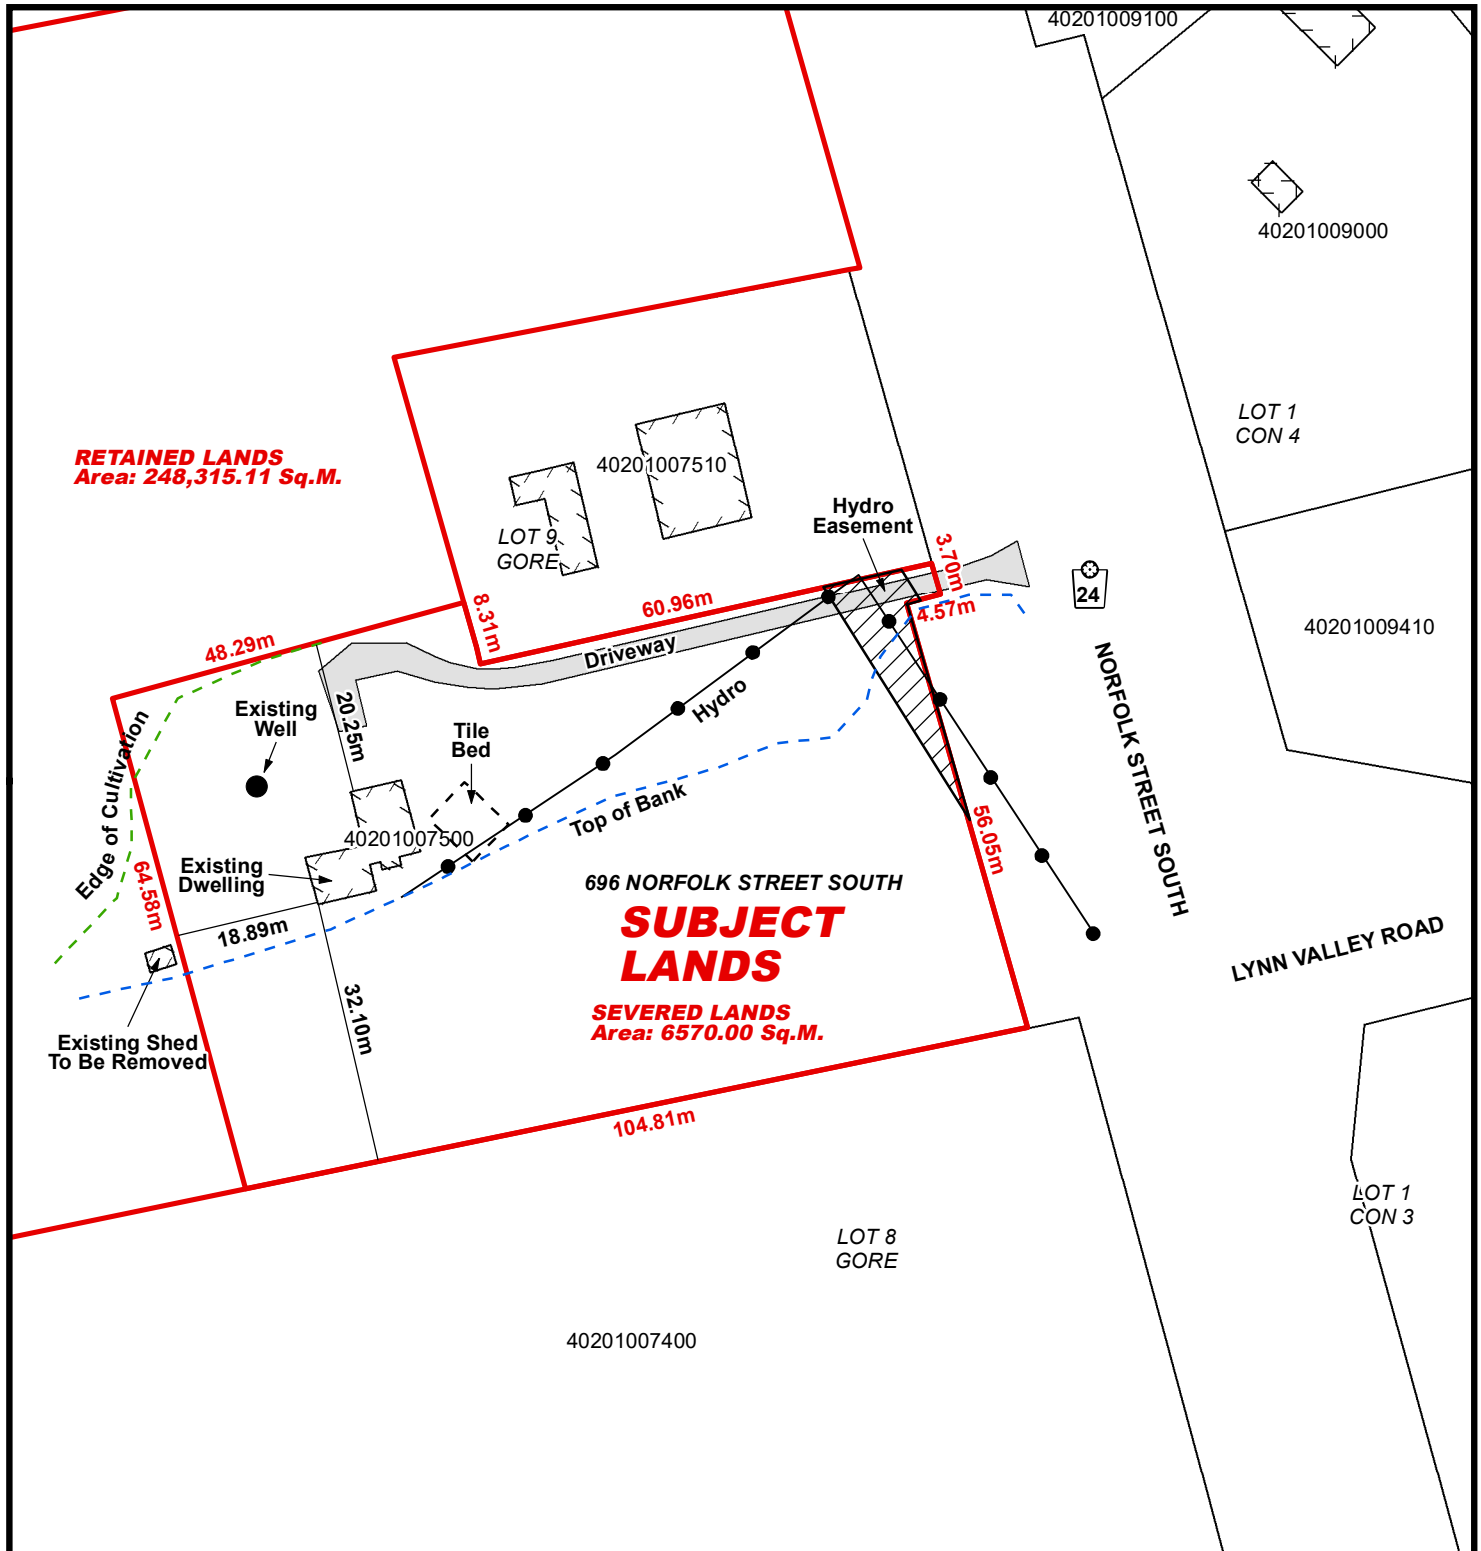 40201009100
40201009000
LOT 1
CON 4
RETAINED LANDS
Area: 248,315.11 Sq.M.
40201007510
LOT 9
GORE
Hydro
Easement
3.70m
24
4.57m
60.96m
8.31m
48.29m
Driveway
40201009410
NORFOLK STREET SOUTH
Existing
Well
20.25m
Tile
Bed
Hydro
Edge of Cultivation
Top of Bank
40201007500
56.05m
Existing
Dwelling
64.58m
696 NORFOLK STREET SOUTH
SUBJECT
LANDS
18.89m
LYNN VALLEY ROAD
SEVERED LANDS
Area: 6570.00 Sq.M.
32.10m
Existing Shed
To Be Removed
104.81m
LOT 1
CON 3
LOT 8
GORE
40201007400